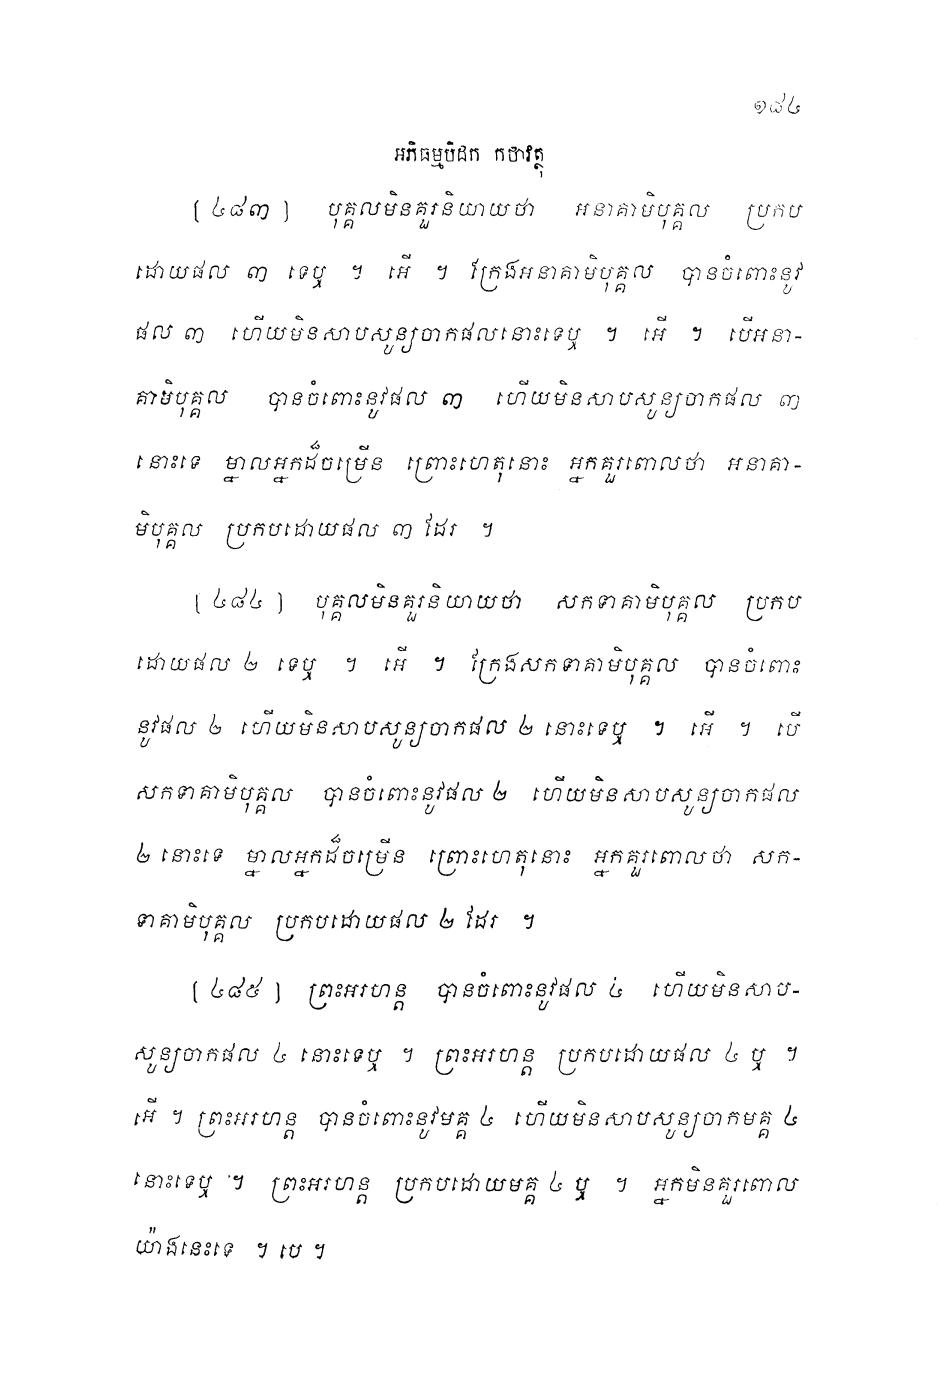 ១៨៤
អភិធម្មបិដក កថាវត្ថុ
[ ៤៨៣ ] បុគ្គលមិនគួរនិយាយថា អនាគាមិបុគ្គល ប្រកប
ដោយផល ៣ ទេឬ ។ អើ ។ ក្រែងអនាគាមិបុគ្គល បានចំពោះនូវ
ផល ៣ ហើយមិនសាបសូន្យចាកផលនោះទេឬ ។ អើ ។ បើអនា-
គាមិបុគ្គល បានចំពោះនូវផល ៣ ហើយមិនសាបសូន្យចាកផល ៣
នោះទេ ម្នាលអ្នកដ៏ចម្រើន ព្រោះហេតុនោះ អ្នកគួរពោលថា អនាគា-
មិបុគ្គល ប្រកបដោយផល ៣ ដែរ ។
[ ៤៨៤ ] បុគ្គលមិនគួរនិយាយថា សកទាគាមិបុគ្គល ប្រកប
ដោយផល ២ ទេឬ ។ អើ ។ ក្រែងសកទាគាមិបុគ្គល បានចំពោះ
នូវផល ២ ហើយមិនសាបសូន្យចាកផល ២ នោះទេឬ ។ អើ ។ បើ
សកទាគាមិបុគ្គល បានចំពោះនូវផល ២ ហើយមិនសាបសូន្យចាកផល
២ នោះទេ ម្នាលអ្នកដ៏ចម្រើន ព្រោះហេតុនោះ អ្នកគួរពោលថា សក-
ទាគាមិបុគ្គល ប្រកបដោយផល ២ ដែរ ។
[ ៤៨៥ ] ព្រះអរហន្ត បានចំពោះនូវផល ៤ ហើយមិនសាប-
សូន្យចាកផល ៤ នោះទេឬ ។ ព្រះអរហន្ត ប្រកបដោយផល ៤ ឬ ។
អើ ។ ព្រះអរហន្ត បានចំពោះនូវមគ្គ ៤ ហើយមិនសាបសូន្យចាកមគ្គ ៤
នោះទេឬ ។ ព្រះអរហន្ត ប្រកបដោយមគ្គ ៤ ឬ ។ អ្នកមិនគួរពោល
យ៉ាងនេះទេ ។ បេ ។